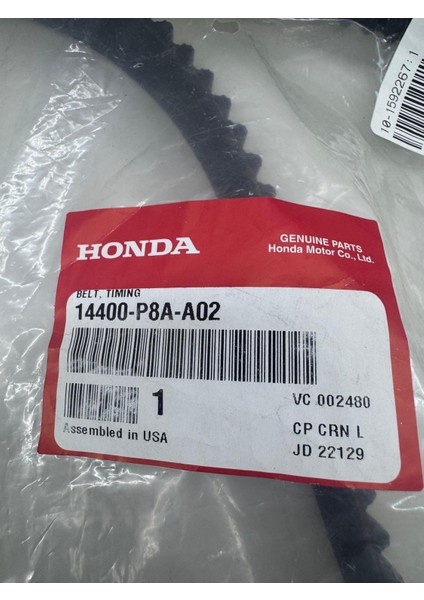 10-1592267:1
HONDA
GENUINE PARTS
Honda Motor Co., Ltd.
BELT, TIMING
14400-P8A-A02
1
VC 002480
Assembled in USA
CP CRN L
JD 22129